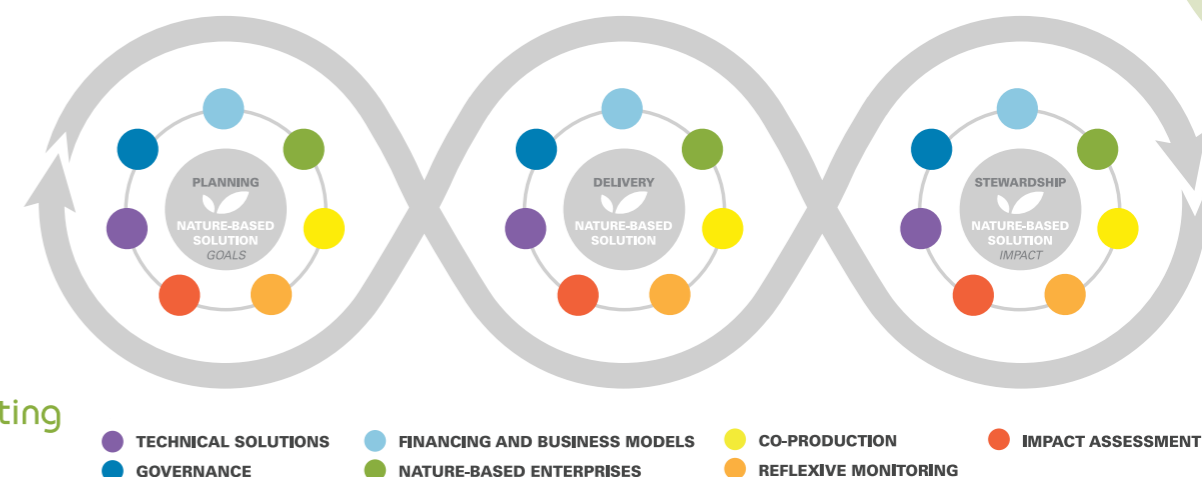 PLANNING
NATURE-BASED
SOLUTION
GOALS
DELIVERY
NATURE-BASED
SOLUTION
STEWARDSHIP
NATURE-BASED
SOLUTION
IMPACT
ting
TECHNICAL SOLUTIONS
FINANCING AND BUSINESS MODELS
CO-PRODUCTION
IMPACT ASSESSMENT
GOVERNANCE
NATURE-BASED ENTERPRISES
REFLEXIVE MONITORING